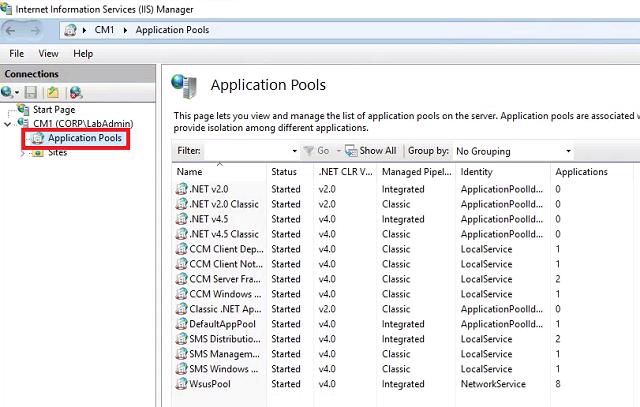 Internet Information Services (IIS) Manager
CM1 Application Pools
File View Help
Connections
Start Page
CM1 (CORP\LabAdmin)
Application Pools
Sites
Application Pools
This page lets you view and manage the list of application pools on the server. Application pools are associated w
provide isolation among different applications.
Filter: Go Show All Group by: No Grouping
Name Status .NET CLR V... Managed Pipel... Identity Applications
.NET v2.0 Started v2.0 Integrated ApplicationPoolId... 0
.NET v2.0 Classic Started v2.0 Classic ApplicationPoolId... 0
.NET v4.5 Started v4.0 Integrated ApplicationPoolId... 0
.NET v4.5 Classic Started v4.0 Classic ApplicationPoolId... 0
CCM Client Dep... Started v4.0 Classic LocalService 1
CCM Client Not... Started v4.0 Classic LocalService 1
CCM Server Fra... Started v4.0 Classic LocalService 2
CCM Windows ... Started v4.0 Classic LocalService 1
Classic .NET Ap... Started v2.0 Classic ApplicationPoolId... 0
DefaultAppPool Started v4.0 Integrated ApplicationPoolId... 1
SMS Distributio... Started v4.0 Integrated LocalService 2
SMS Managem... Started v4.0 Classic LocalService 1
SMS Windows ... Started v4.0 Classic LocalService 1
WsusPool Started v4.0 Integrated NetworkService 8